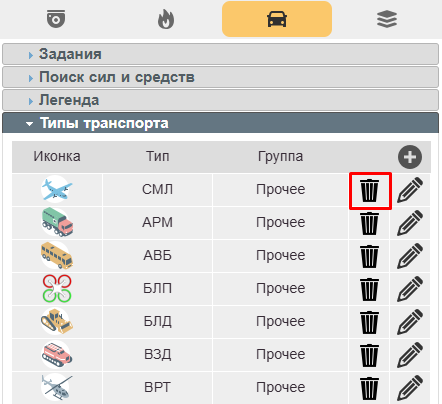 Задания
Поиск сил и средств
Легенда
Типы транспорта
Иконка Тип Группа
СМЛ Прочее
АРМ Прочее
АВБ Прочее
БЛП Прочее
БЛД Прочее
ВЗД Прочее
ВРТ Прочее